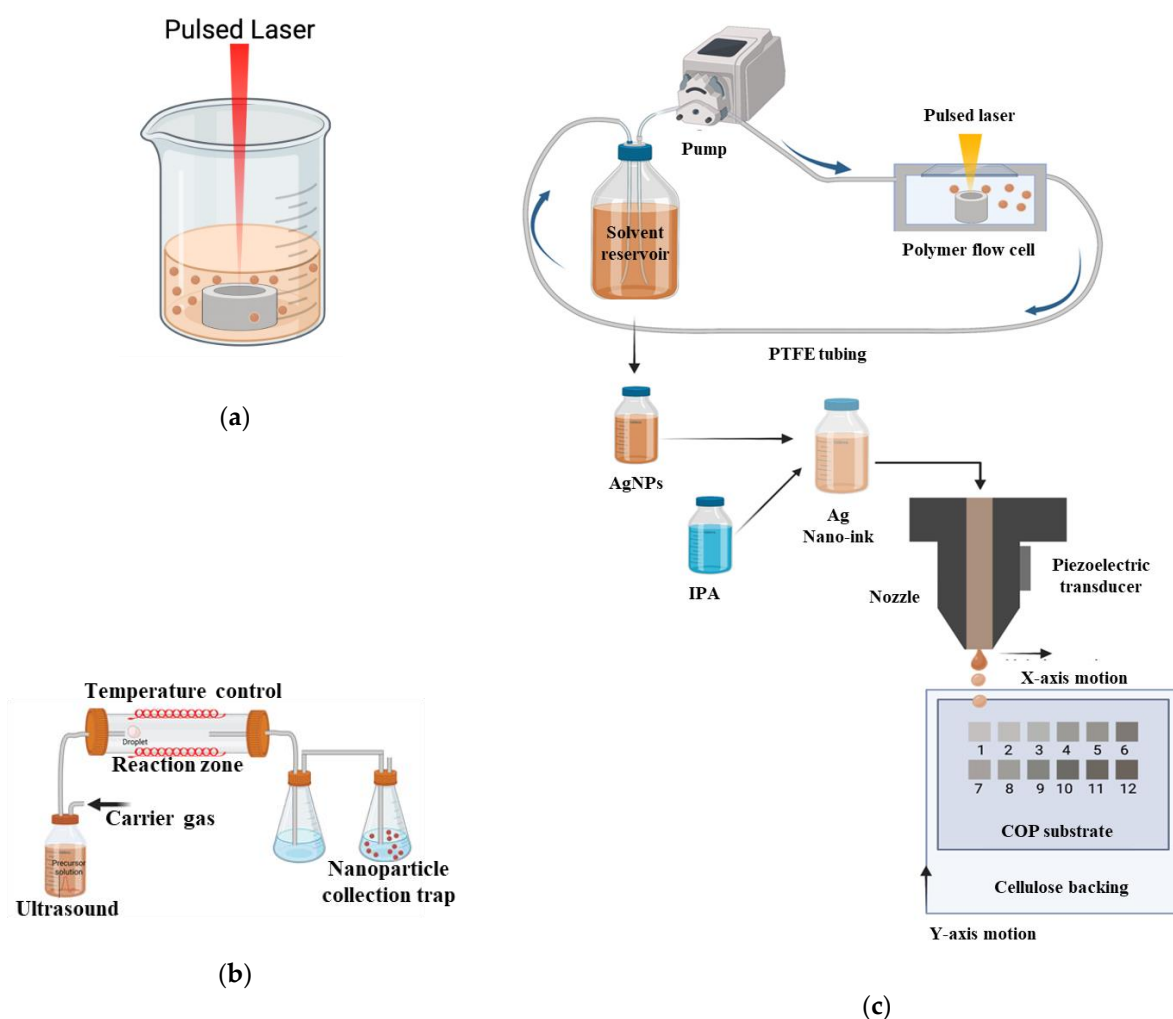 Pulsed Laser
(a)
Pump
Pulsed laser
Solvent
reservoir
Polymer flow cell
PTFE tubing
AgNPs
IPA
Ag
Nano-ink
Nozzle
Piezoelectric
transducer
X-axis motion
1 2 3 4 5 6
7 8 9 10 11 12
COP substrate
Cellulose backing
Y-axis motion
(c)
Temperature control
Droplet
Reaction zone
Carrier gas
Precursor
solution
Ultrasound
Nanoparticle
collection trap
(b)